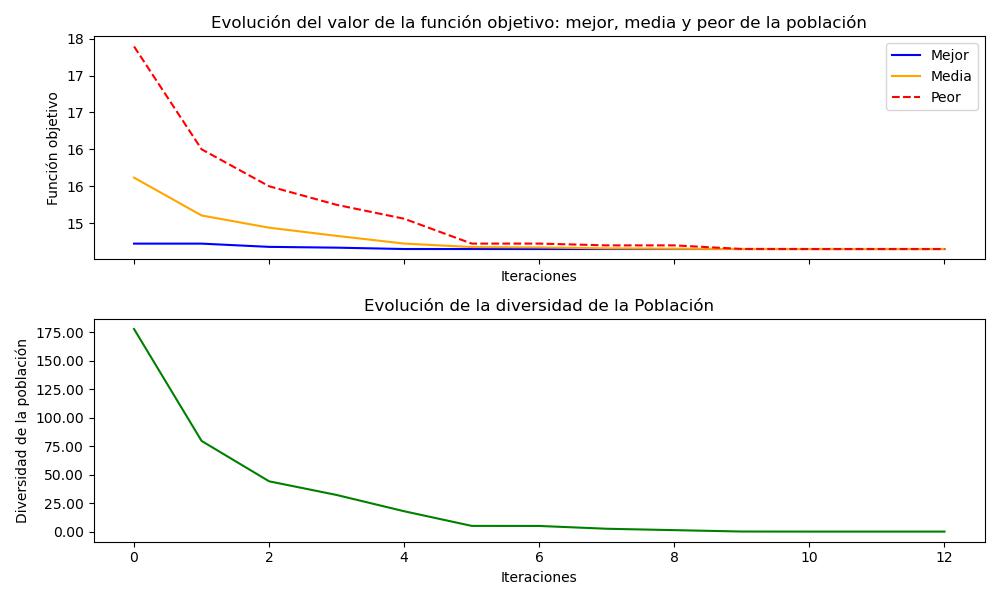 Evolución del valor de la función objetivo: mejor, media y peor de la población
18
17
17
16
16
15
Función objetivo
Mejor
Media
Peor
Iteraciones
Evolución de la diversidad de la Población
175.00
150.00
125.00
100.00
75.00
50.00
25.00
0.00
Diversidad de la población
0 2 4 6 8 10 12
Iteraciones